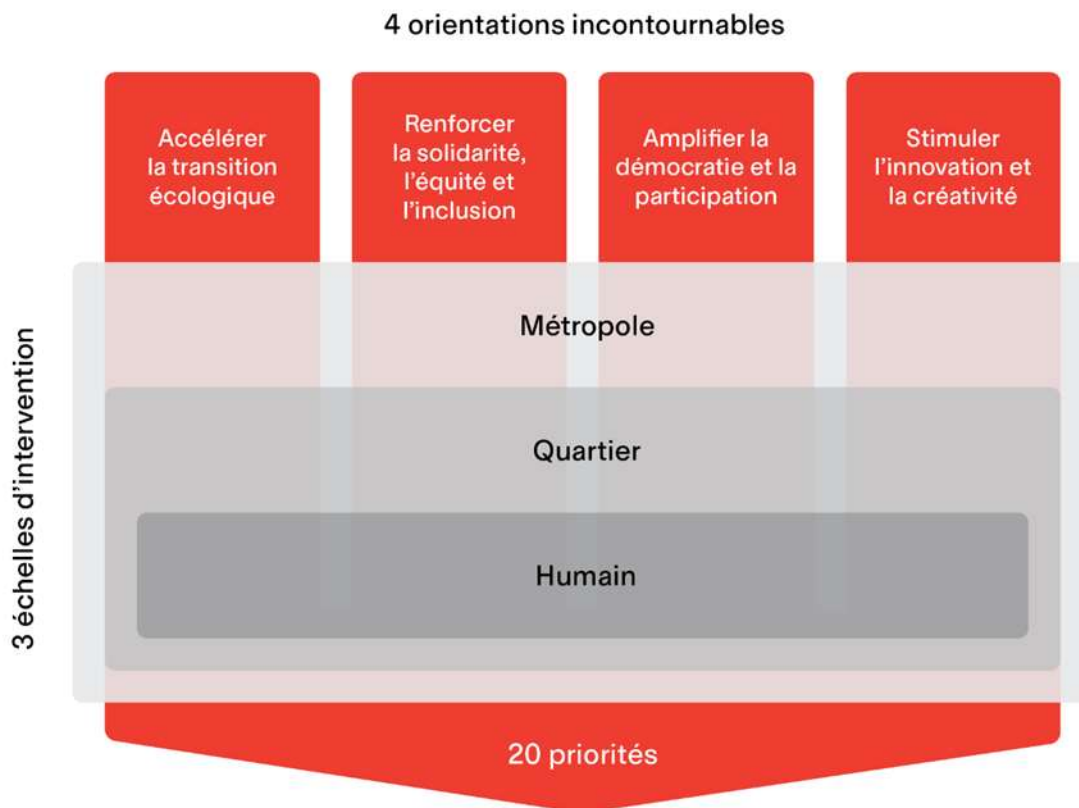 4 orientations incontournables
Accélérer
la transition
écologique
Renforcer
la solidarité,
l'équité et
l'inclusion
Amplifier la
démocratie et la
participation
Stimuler
l'innovation et
la créativité
3 échelles d'intervention
Métropole
Quartier
Humain
20 priorités